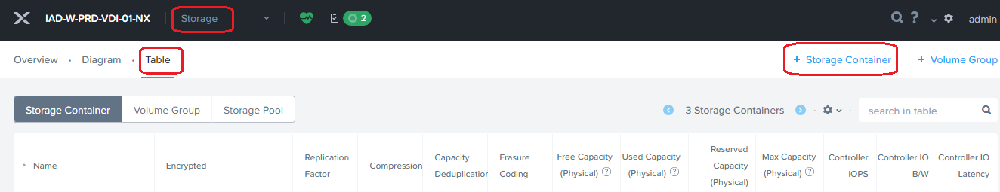 IAD-W-PRD-VDI-01-NX Storage 2 ? admin
Overview · Diagram · Table + Storage Container + Volume Group
Storage Container Volume Group Storage Pool 3 Storage Containers · · search in table
Name Encrypted Replication Factor Compression Capacity Deduplication Erasure Coding Free Capacity (Physical) ? Used Capacity (Physical) ? Reserved Capacity (Physical) Max Capacity (Physical) ? Controller IOPS Controller IO B/W Controller IO Latency